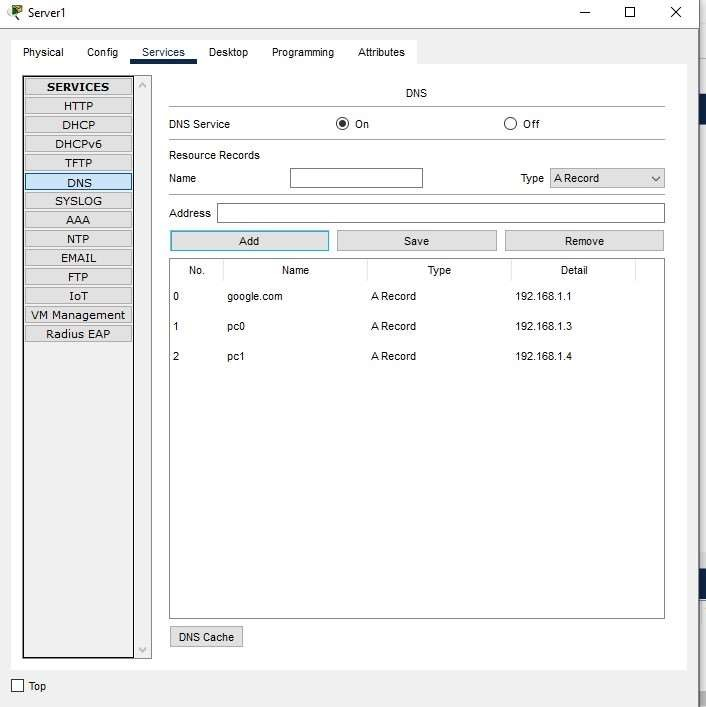 Server1
Physical Config Services Desktop Programming Attributes
SERVICES
HTTP
DHCP
DHCPv6
TFTP
DNS
SYSLOG
AAA
NTP
EMAIL
FTP
IoT
VM Management
Radius EAP
DNS
DNS Service On Off
Resource Records
Name Type A Record
Address
Add Save Remove
No. Name Type Detail
0 google.com A Record 192.168.1.1
1 pc0 A Record 192.168.1.3
2 pc1 A Record 192.168.1.4
DNS Cache
Top